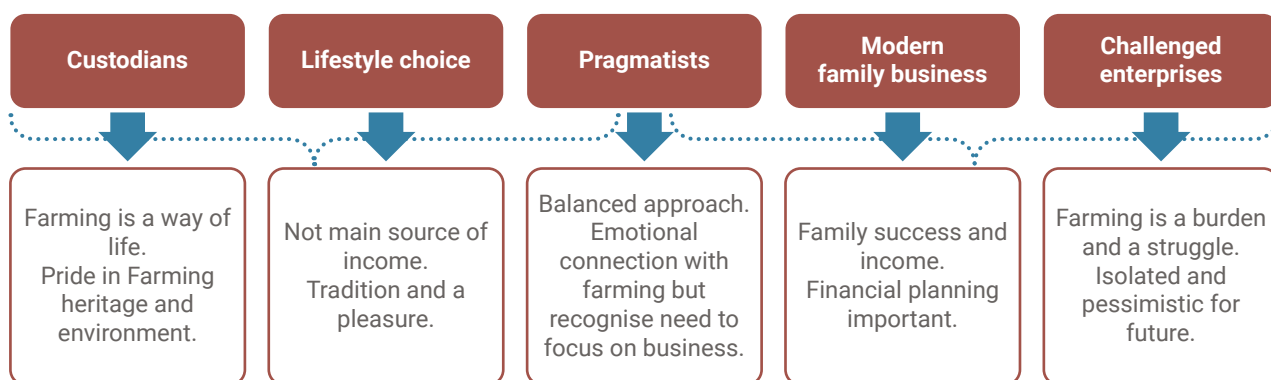 Custodians
Lifestyle choice
Pragmatists
Modern
family business
Challenged
enterprises
Farming is a way of
life.
Pride in Farming
heritage and
environment.
Not main source of
income.
Tradition and a
pleasure.
Balanced approach.
Emotional
connection with
farming but
recognise need to
focus on business.
Family success and
income.
Financial planning
important.
Farming is a burden
and a struggle.
Isolated and
pessimistic for
future.